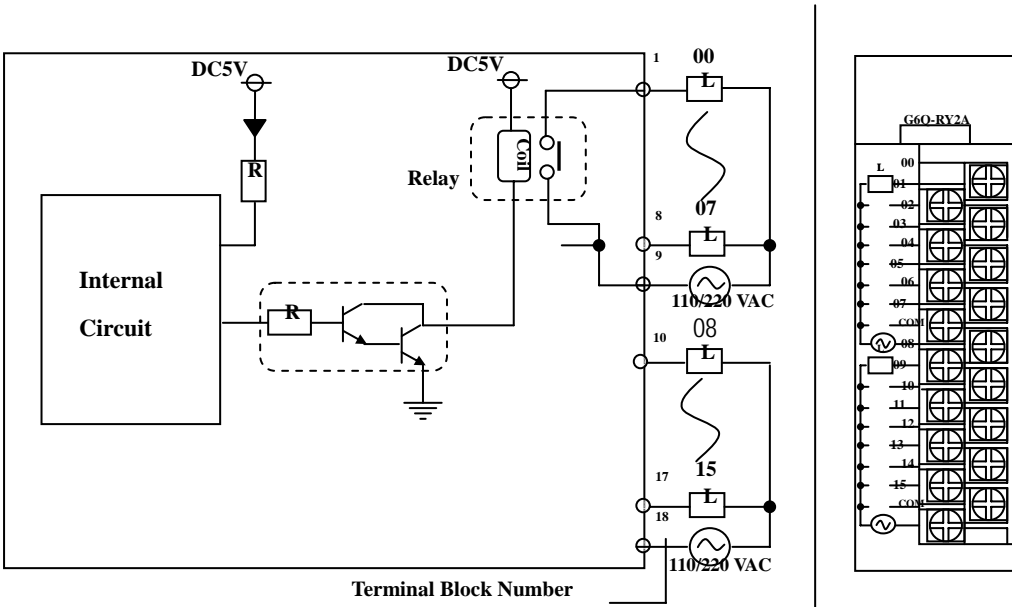 DC5V
R
Internal
Circuit
R
DC5V
Relay
Coil
1
00
L
8
07
L
9
110/220 VAC
10
08
L
17
15
L
18
110/220 VAC
Terminal Block Number
G6Q-RY2A
L
00
01
02
03
04
05
06
07
COM
08
L
09
10
11
12
13
14
15
COM